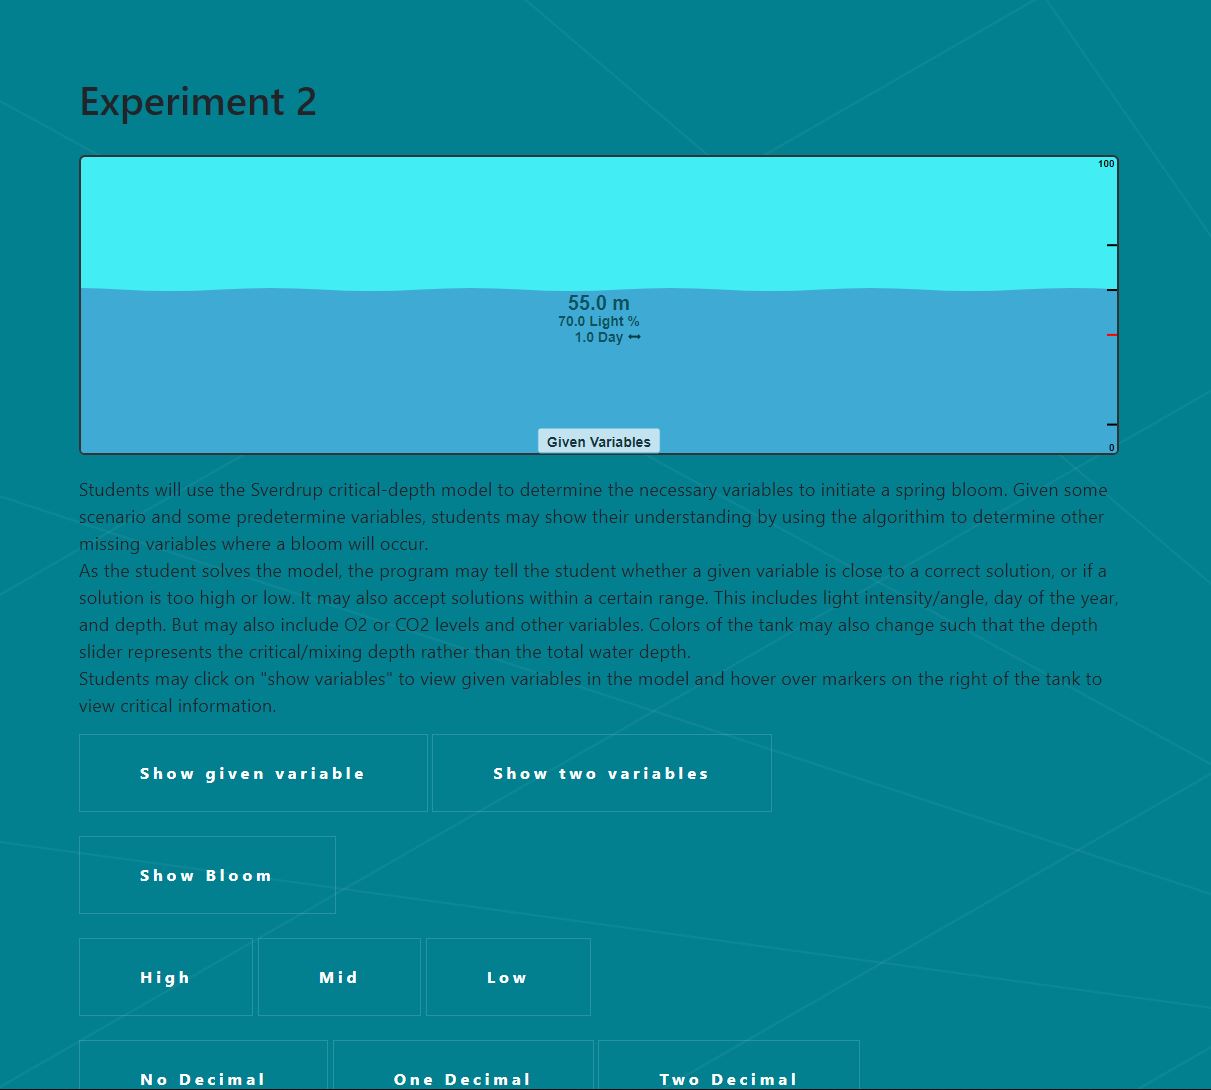 Experiment 2
100
55.0 m
70.0 Light %
1.0 Day ↔
Given Variables
0
Students will use the Sverdrup critical-depth model to determine the necessary variables to initiate a spring bloom. Given some
scenario and some predetermine variables, students may show their understanding by using the algorithim to determine other
missing variables where a bloom will occur.
As the student solves the model, the program may tell the student whether a given variable is close to a correct solution, or if a
solution is too high or low. It may also accept solutions within a certain range. This includes light intensity/angle, day of the year,
and depth. But may also include O2 or CO2 levels and other variables. Colors of the tank may also change such that the depth
slider represents the critical/mixing depth rather than the total water depth.
Students may click on "show variables" to view given variables in the model and hover over markers on the right of the tank to
view critical information.
Show given variable Show two variables
Show Bloom
High Mid Low
No Decimal One Decimal Two Decimal